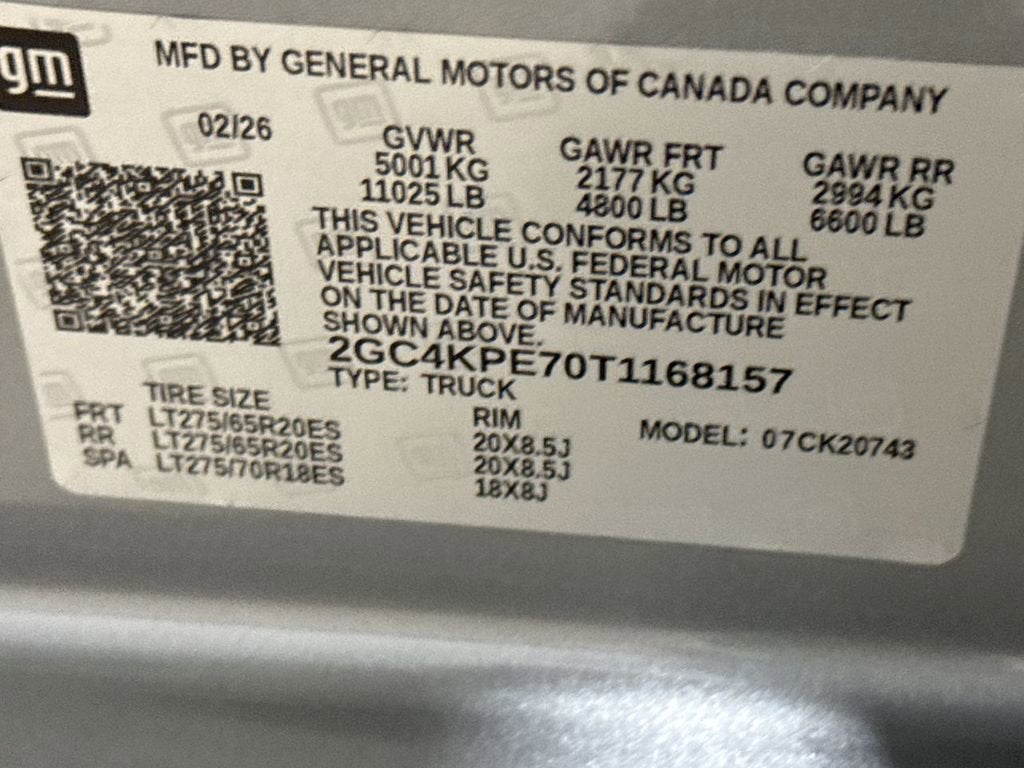 gm
MFD BY GENERAL MOTORS OF CANADA COMPANY
02/26
GVWR GAWR FRT GAWR RR
5001 KG 2177 KG 2994 KG
11025 LB 4800 LB 6600 LB
THIS VEHICLE CONFORMS TO ALL
APPLICABLE U.S. FEDERAL MOTOR
VEHICLE SAFETY STANDARDS IN EFFECT
ON THE DATE OF MANUFACTURE
SHOWN ABOVE.
2GC4KPE70T1168157
TYPE: TRUCK
TIRE SIZE RIM MODEL: 07CK20743
FRT LT275/65R20ES 20X8.5J
RR LT275/65R20ES 20X8.5J
SPA LT275/70R18ES 18X8J